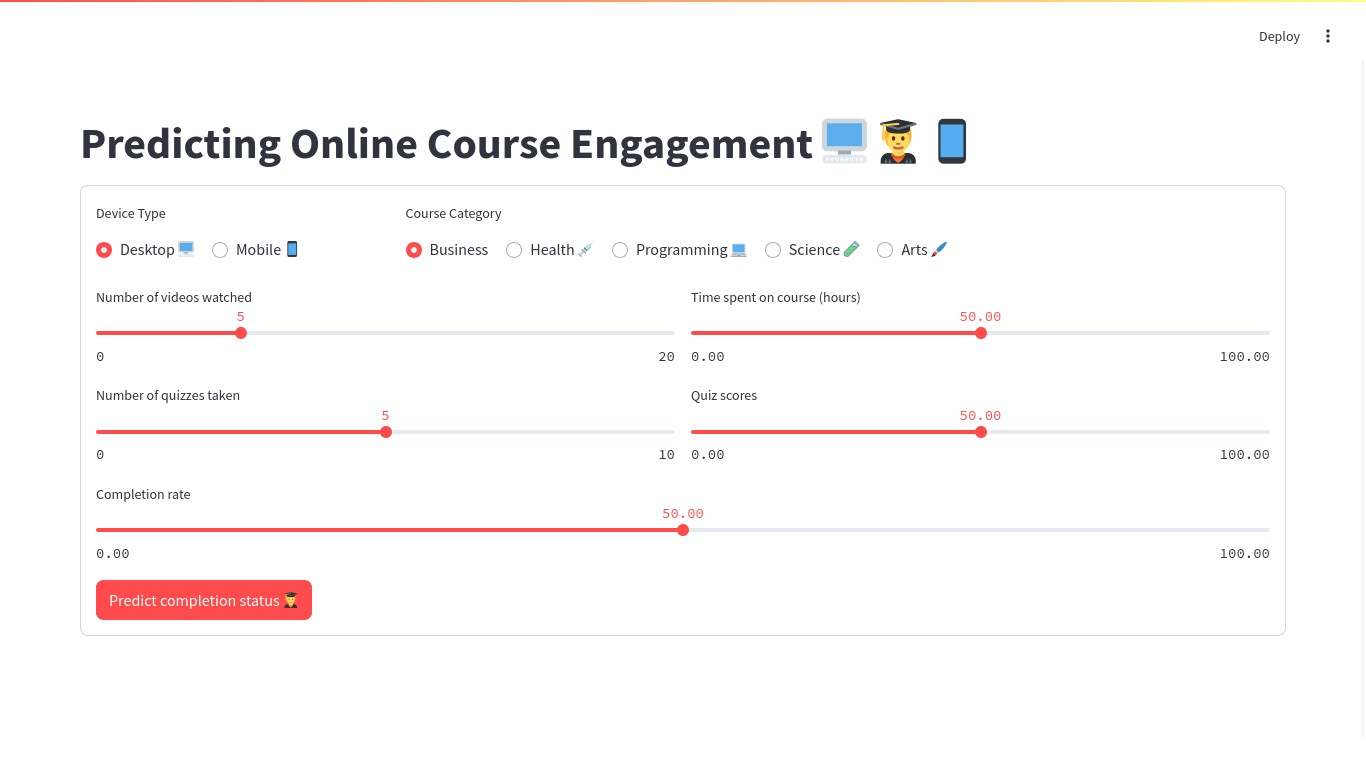 Deploy
Predicting Online Course Engagement 🖥️ 👨‍🎓 📱
Device Type
Course Category
Desktop 🖥️ Mobile 📱
Business Health 💉 Programming 💻 Science 🧪 Arts 🖌️
Number of videos watched
Time spent on course (hours)
5
50.00
0 20
0.00 100.00
Number of quizzes taken
Quiz scores
5
50.00
0 10
0.00 100.00
Completion rate
50.00
0.00 100.00
Predict completion status 👨‍🎓